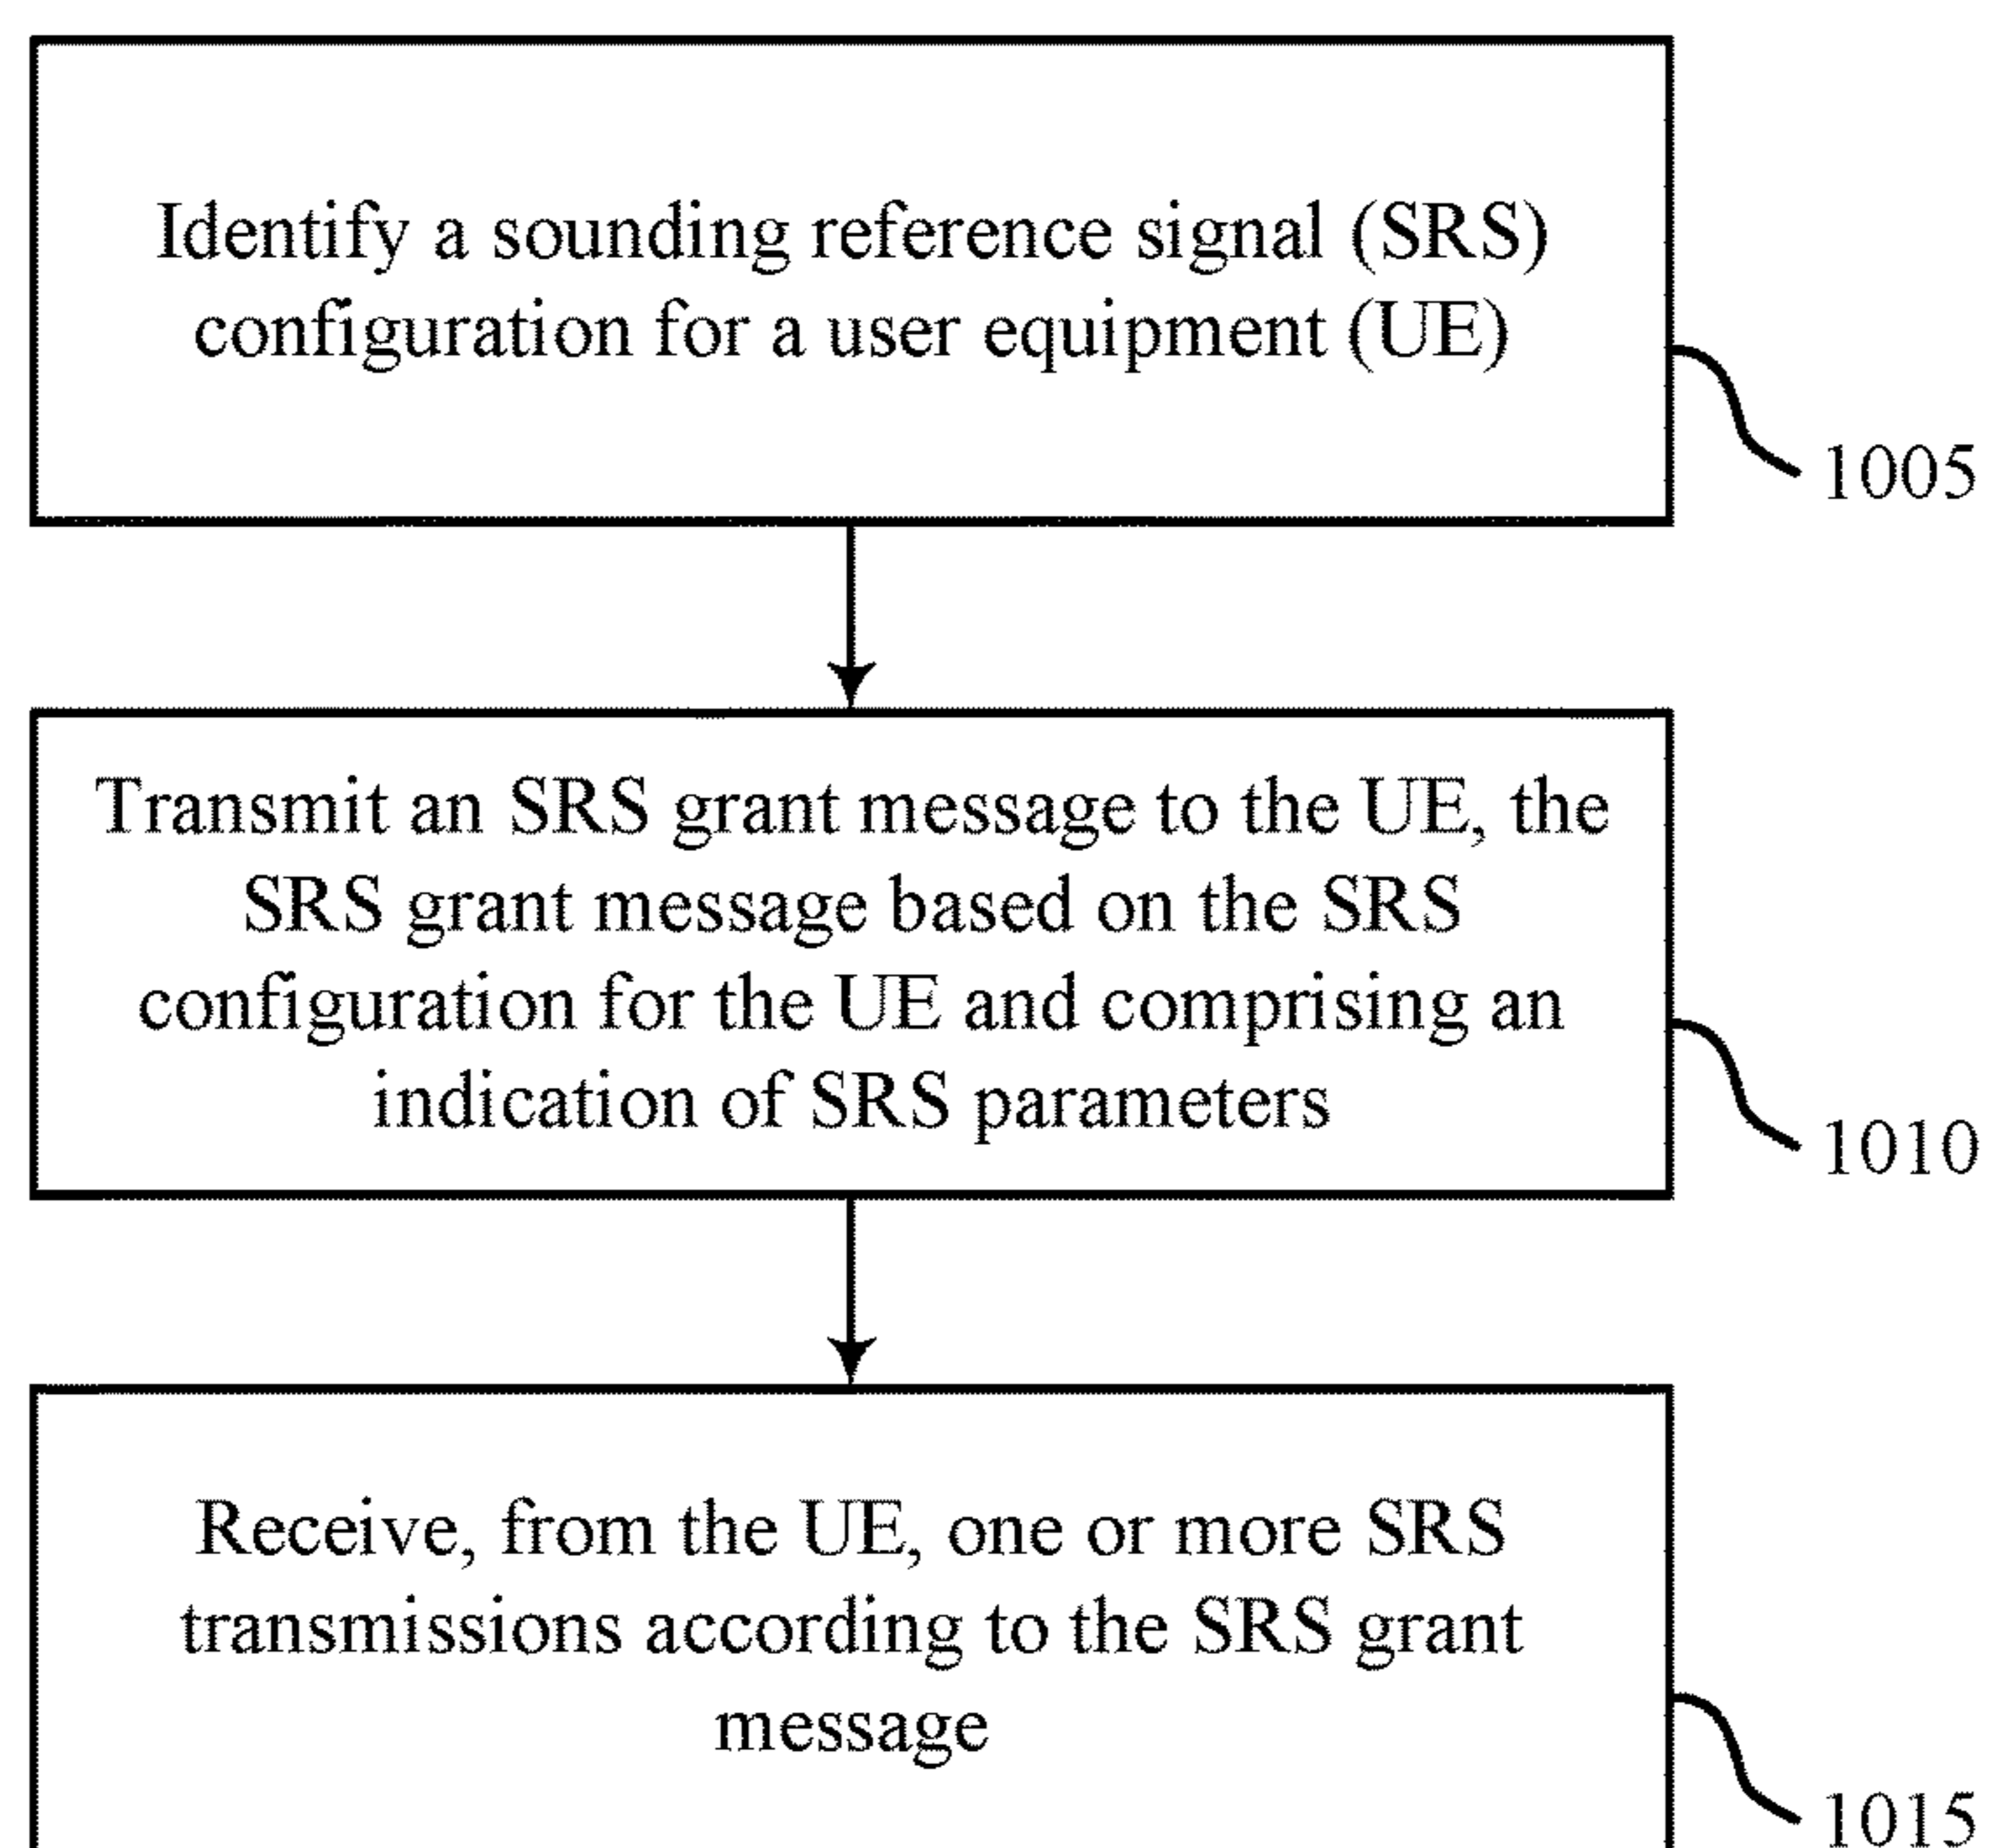 Identify a sounding reference signal (SRS)
configuration for a user equipment (UE)
1005
Transmit an SRS grant message to the UE, the
SRS grant message based on the SRS
configuration for the UE and comprising an
indication of SRS parameters
1010
Receive, from the UE, one or more SRS
transmissions according to the SRS grant
message
1015